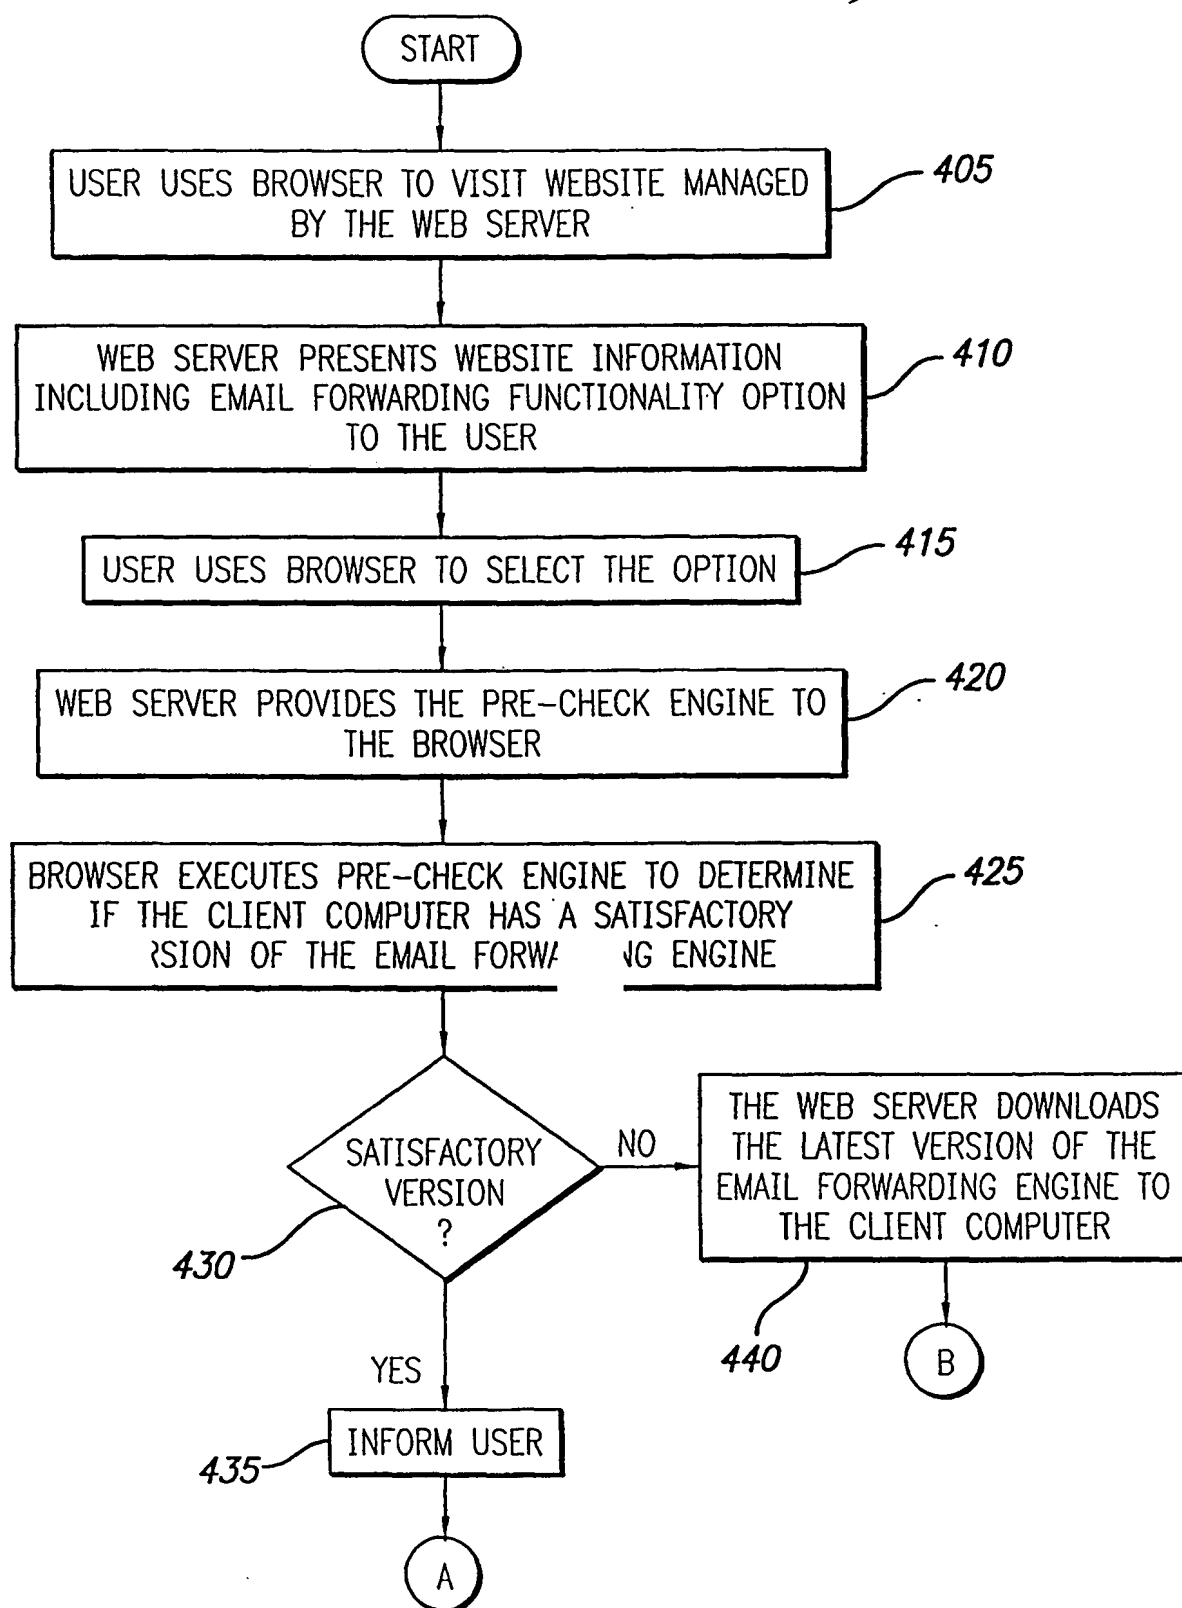 START
USER USES BROWSER TO VISIT WEBSITE MANAGED
BY THE WEB SERVER
405
WEB SERVER PRESENTS WEBSITE INFORMATION
INCLUDING EMAIL FORWARDING FUNCTIONALITY OPTION
TO THE USER
410
USER USES BROWSER TO SELECT THE OPTION
415
WEB SERVER PROVIDES THE PRE-CHECK ENGINE TO
THE BROWSER
420
BROWSER EXECUTES PRE-CHECK ENGINE TO DETERMINE
IF THE CLIENT COMPUTER HAS A SATISFACTORY
OF THE EMAIL ENGINE
425
SATISFACTORY
VERSION
?
430
NO
THE WEB SERVER DOWNLOADS
THE LATEST VERSION OF THE
EMAIL FORWARDING ENGINE TO
THE CLIENT COMPUTER
440
B
YES
INFORM USER
435
A